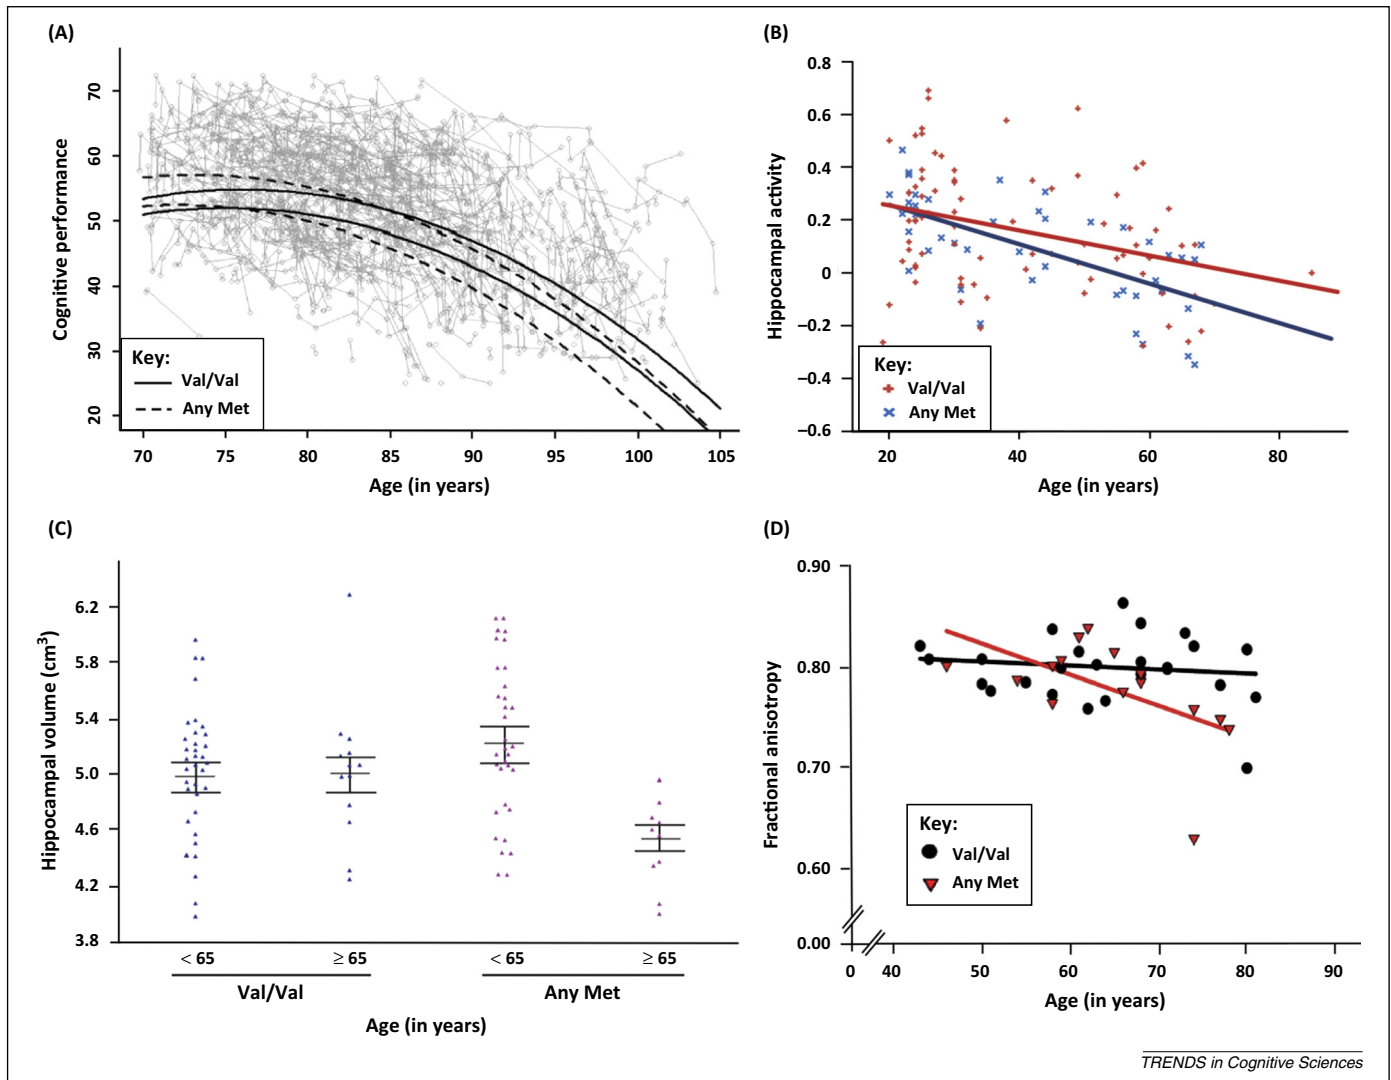 (A)
Cognitive performance
70
60
50
40
30
20
Key:
Val/Val
Any Met
70 75 80 85 90 95 100 105
Age (in years)
(B)
Hippocampal activity
0.8
0.6
0.4
0.2
0
–0.2
–0.4
–0.6
Key:
Val/Val
Any Met
20 40 60 80
Age (in years)
(C)
Hippocampal volume (cm³)
6.2
5.8
5.4
5.0
4.6
4.2
3.8
< 65 ≥ 65 < 65 ≥ 65
Val/Val Any Met
Age (in years)
(D)
Fractional anisotropy
0.90
0.80
0.70
0.60
0.00
Key:
Val/Val
Any Met
0 40 50 60 70 80 90
Age (in years)
TRENDS in Cognitive Sciences